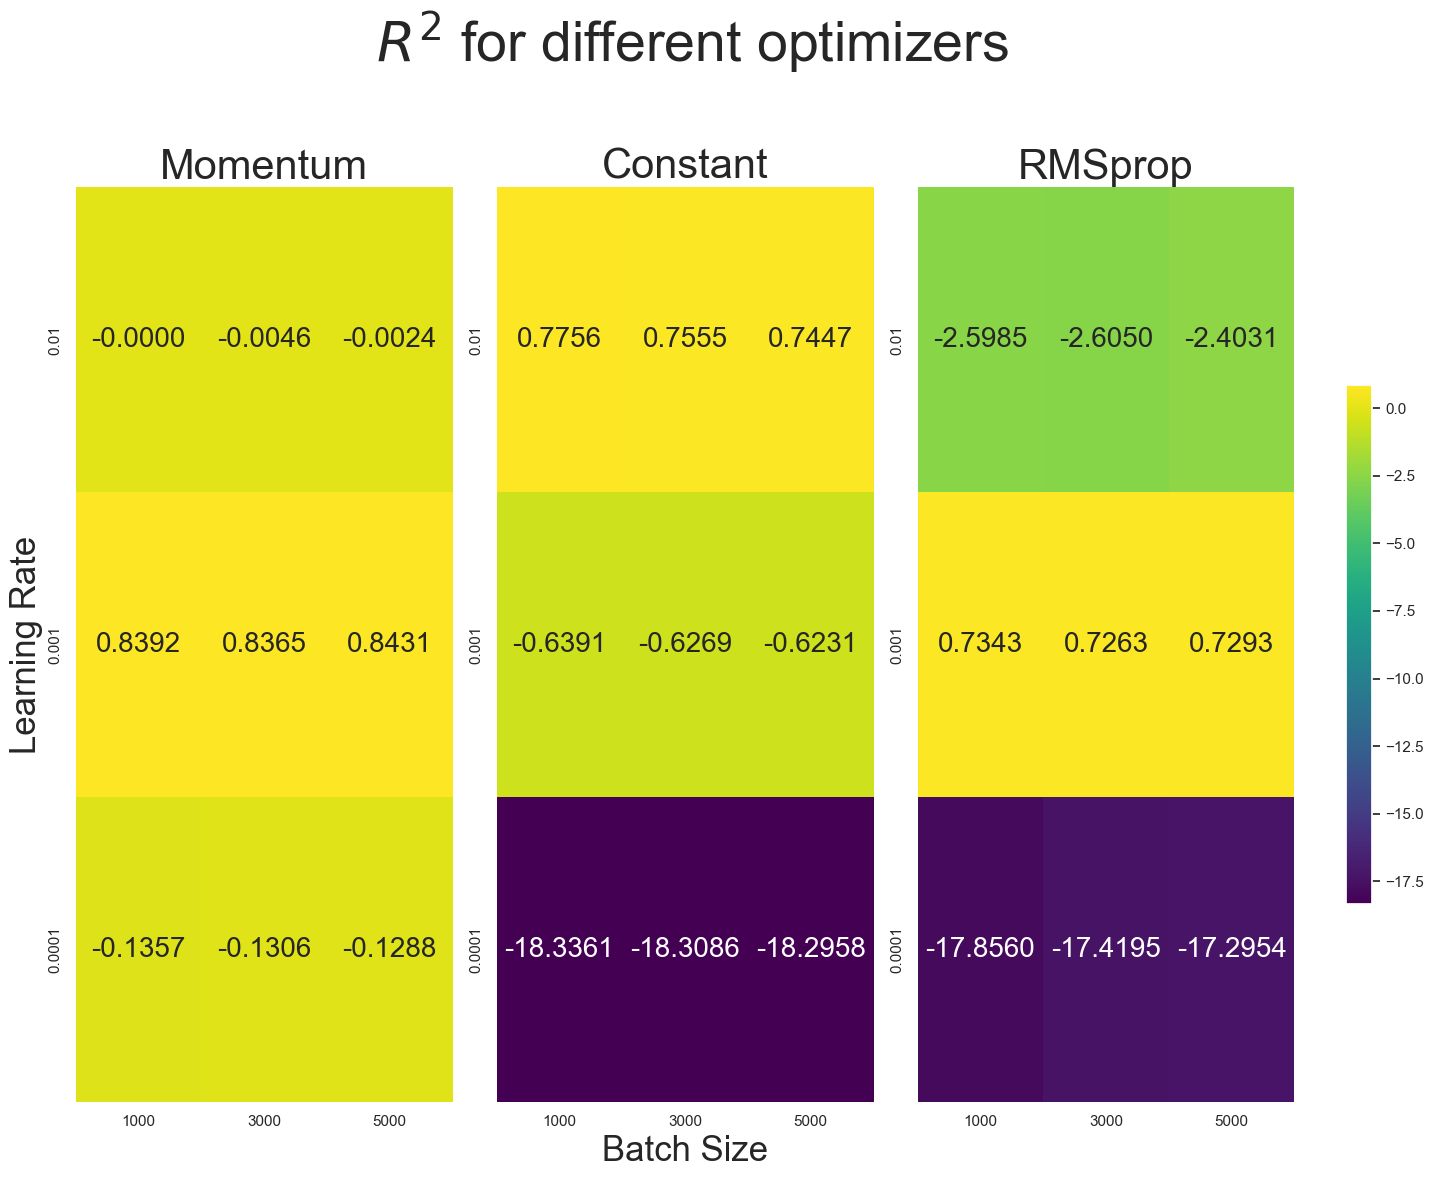 R² for different optimizers
Momentum Constant RMSprop
0.01 -0.0000 -0.0046 -0.0024 0.01 0.7756 0.7555 0.7447 0.01 -2.5985 -2.6050 -2.4031
0.001 0.8392 0.8365 0.8431 0.001 -0.6391 -0.6269 -0.6231 0.001 0.7343 0.7263 0.7293
0.0001 -0.1357 -0.1306 -0.1288 0.0001 -18.3361 -18.3086 -18.2958 0.0001 -17.8560 -17.4195 -17.2954
1000 3000 5000 1000 3000 5000 1000 3000 5000
Learning Rate
Batch Size
0.0
−2.5
−5.0
−7.5
−10.0
−12.5
−15.0
−17.5